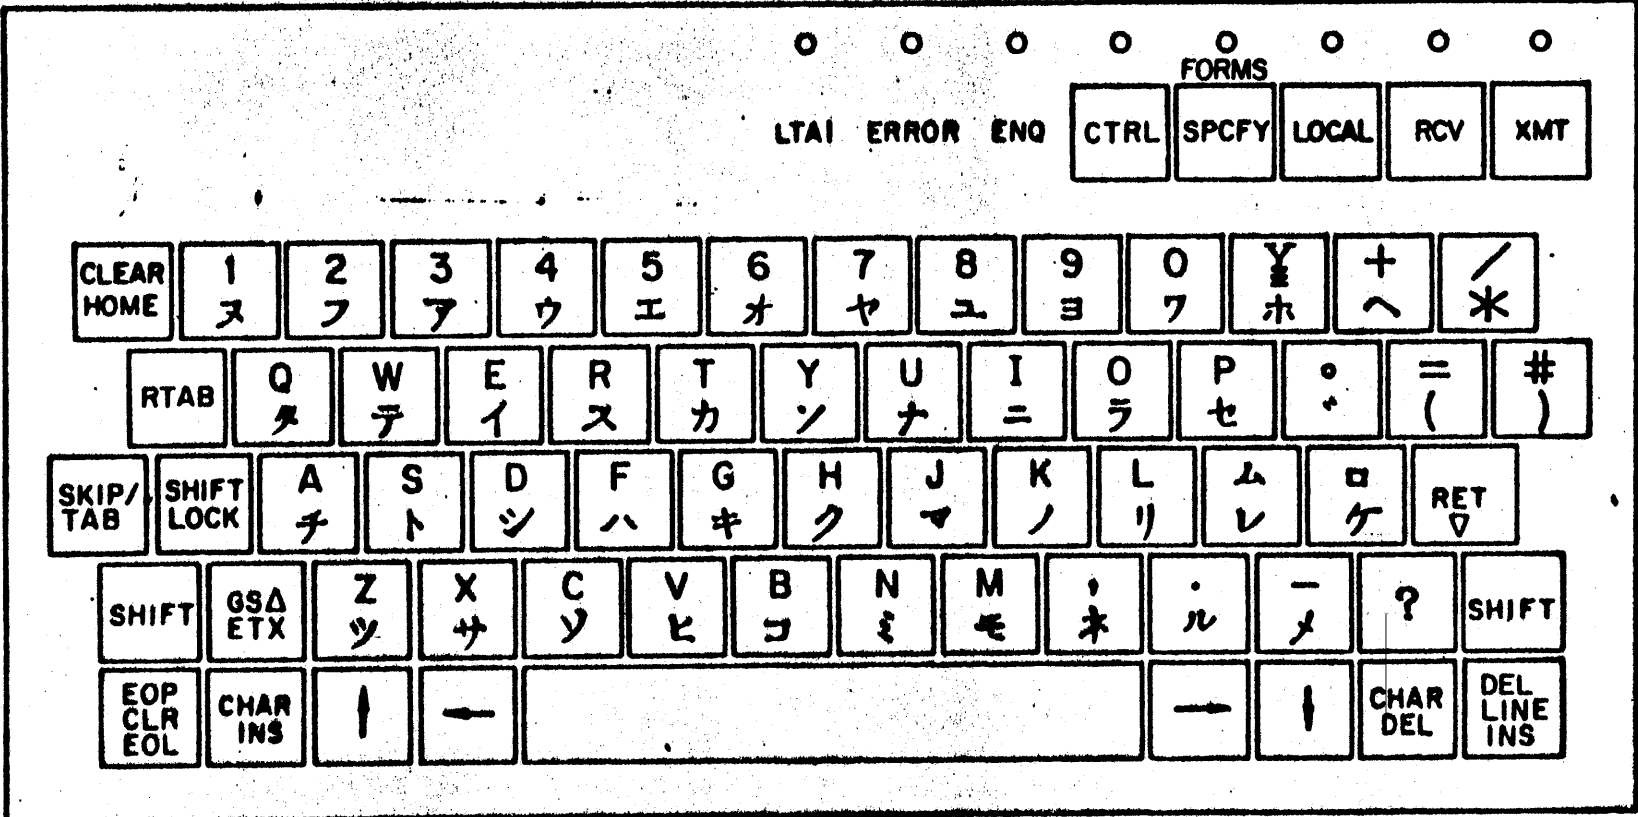 FORMS
LTAI ERROR ENQ CTRL SPCFY LOCAL RCV XMT
CLEAR 1 2 3 4 5 6 7 8 9 0 ¥ + /
HOME ヌ フ ア ウ エ オ ヤ ユ ヨ ワ ホ ヘ *
RTAB Q W E R T Y U I O P ゜ = #
タ テ イ ス カ ン ナ ニ ラ セ ゛ ( )
SKIP/ SHIFT A S D F G H J K L ム ロ RET
TAB LOCK チ ト シ ハ キ ク マ ノ リ レ ケ ▽
SHIFT GS△ Z X C V B N M , . − ? SHIFT
ETX ツ サ ソ ヒ コ ミ モ ネ ル メ
EOP CHAR ↑ ← → ↓ CHAR DEL
CLR INS DEL LINE
EOL INS